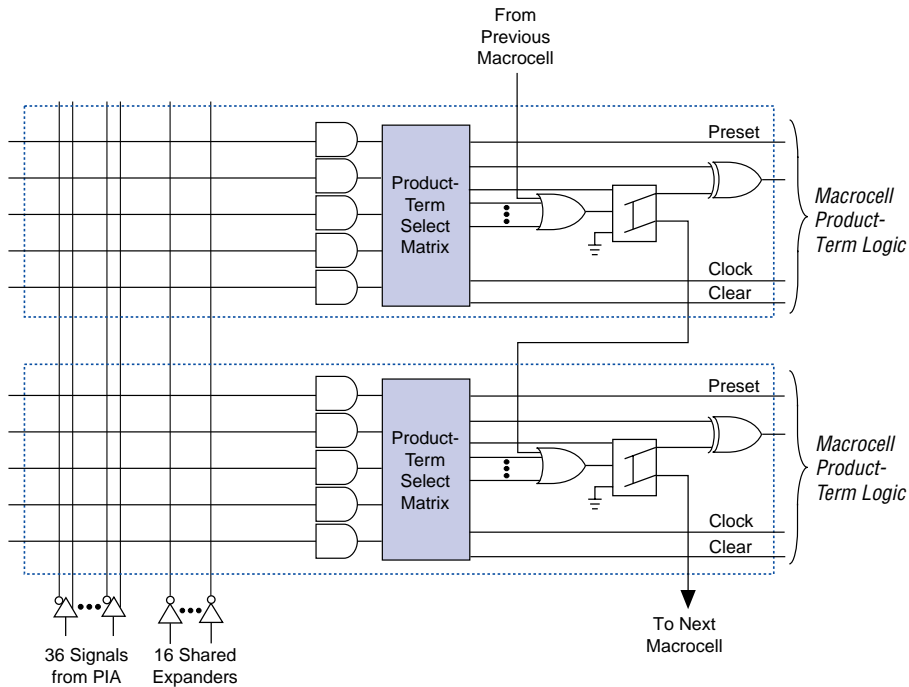 From
Previous
Macrocell
Preset
Product-
Term
Select
Matrix
Macrocell
Product-
Term Logic
Clock
Clear
Preset
Product-
Term
Select
Matrix
Macrocell
Product-
Term Logic
Clock
Clear
36 Signals
from PIA
16 Shared
Expanders
To Next
Macrocell